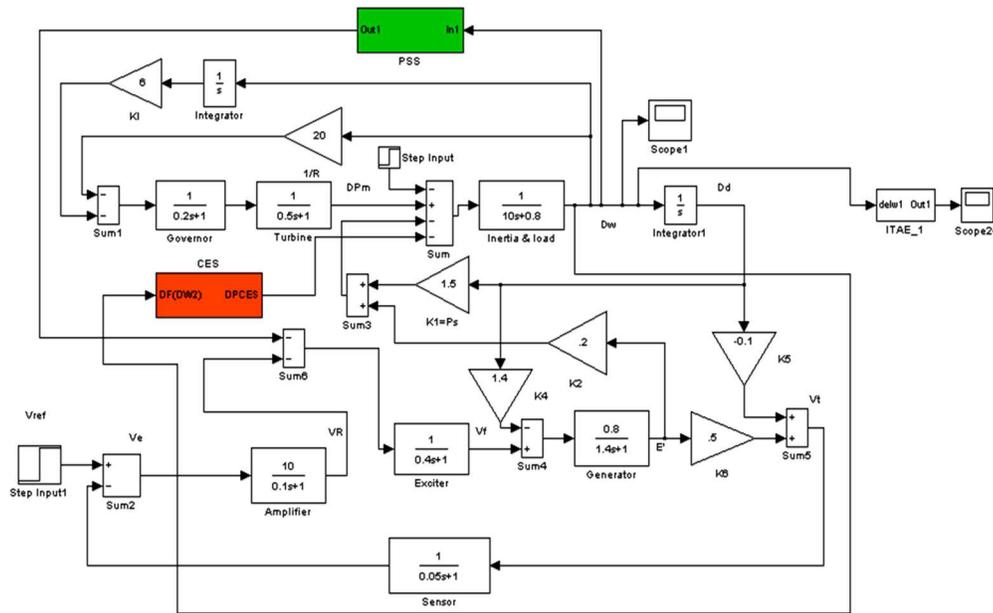 Out1 In1
PSS
6
1
s
KI
Integrator
20
1/R
Step Input
Scope1
1
0.2s+1
Governor
1
0.5s+1
Turbine
DPm
Sum1
Sum
1
10s+0.8
Inertia & load
Dw
1
s
Integrator1
Dd
delw1 Out1
ITAE_1
Scope2
CES
DF(DW2) DPCES
1.5
K1=Ps
Sum3
.2
K2
-0.1
K5
Sum6
1.4
K4
Vref
Step Input1
Ve
Sum2
10
0.1s+1
Amplifier
VR
1
0.4s+1
Exciter
Vf
Sum4
0.8
1.4s+1
Generator
E'
.5
K6
Vt
Sum5
1
0.05s+1
Sensor